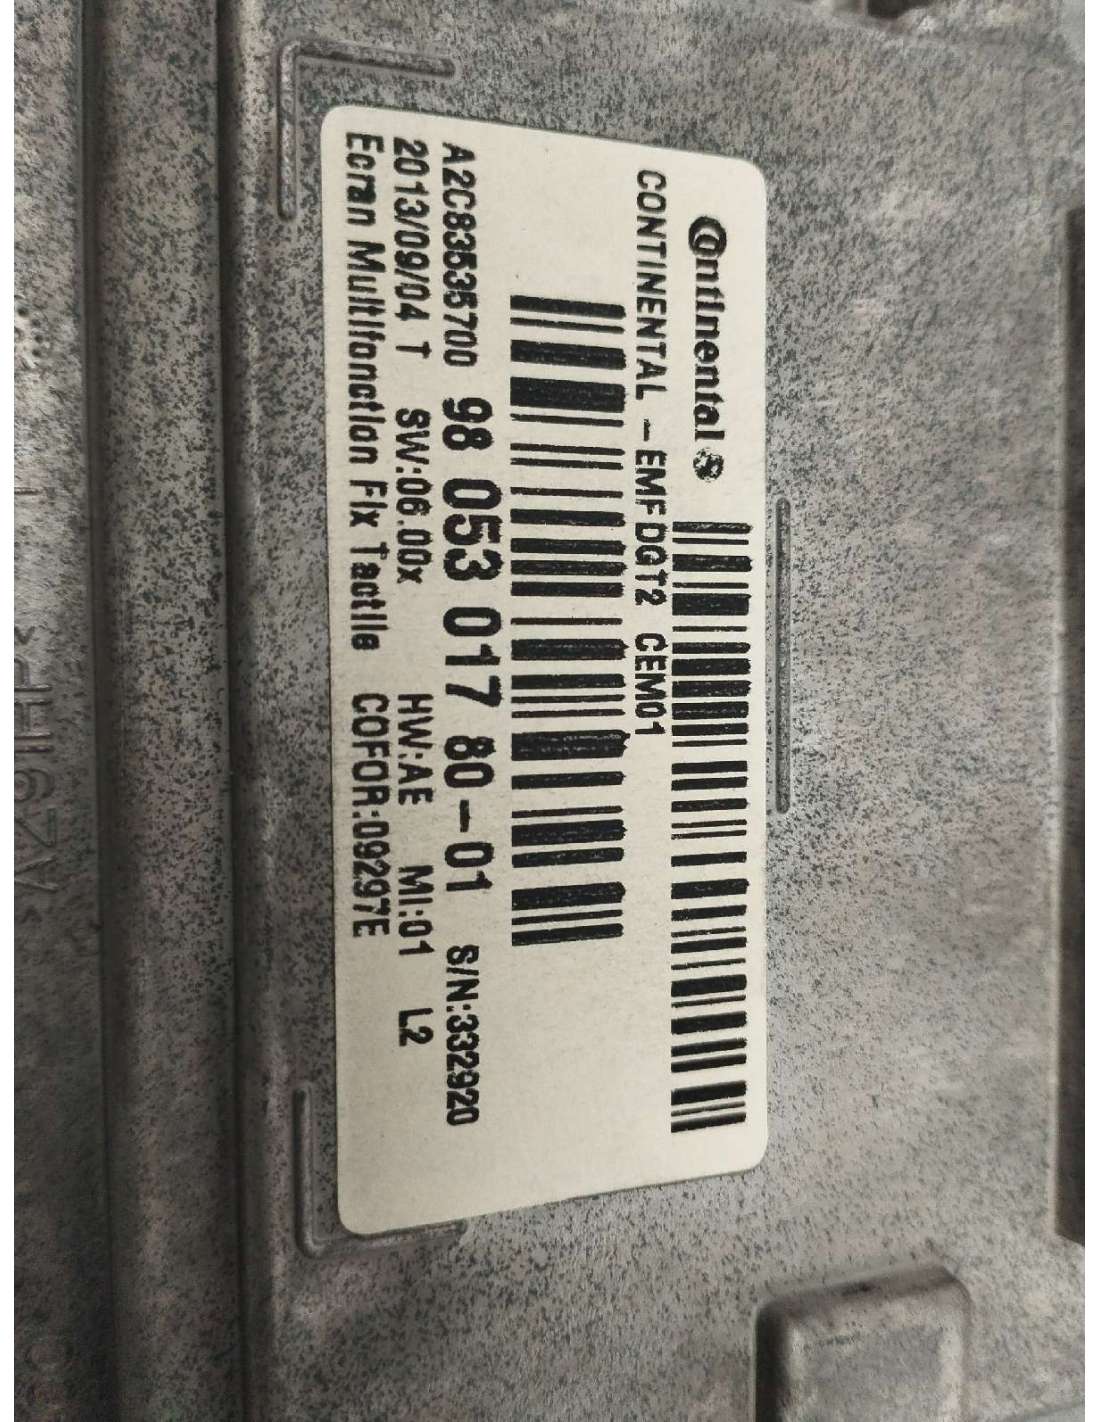 Continental
CONTINENTAL -EMF DGT2 CEM01
A2C83535700 98 053 017 80-01 S/N:332920
2013/09/04 T SW:06.00x HW:AE MI:01 L2
Ecran Multifonction Fix Tactile COFOR:09297E